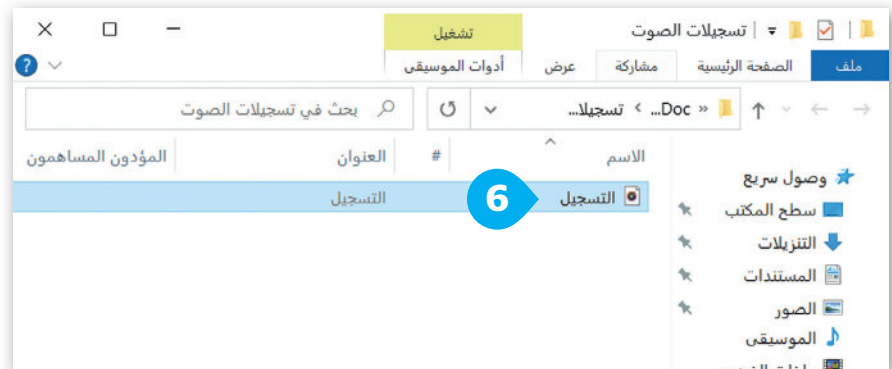 تسجيلات الصوت
تشغيل
ملف
الصفحة الرئيسية
مشاركة
عرض
أدوات الموسيقى
?
Doc... › تسجيلا...
بحث في تسجيلات الصوت
الاسم
#
العنوان
المؤدون المساهمون
التسجيل
6
التسجيل
وصول سريع
سطح المكتب
التنزيلات
المستندات
الصور
الموسيقى